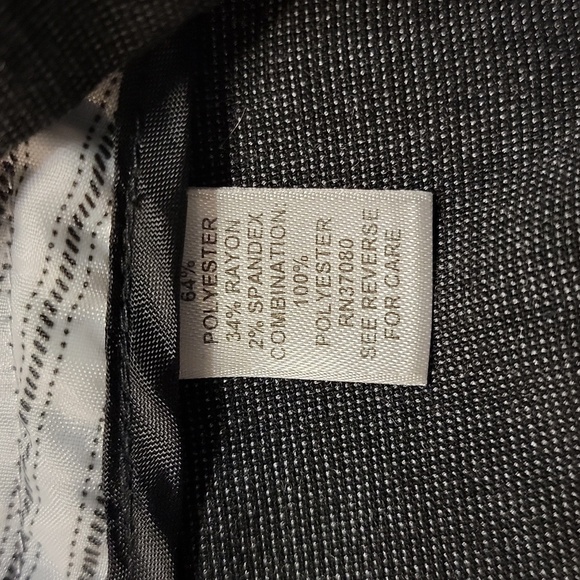 64%
POLYESTER
34% RAYON
2% SPANDEX
COMBINATION
100%
POLYESTER
RN37080
SEE REVERSE
FOR CARE